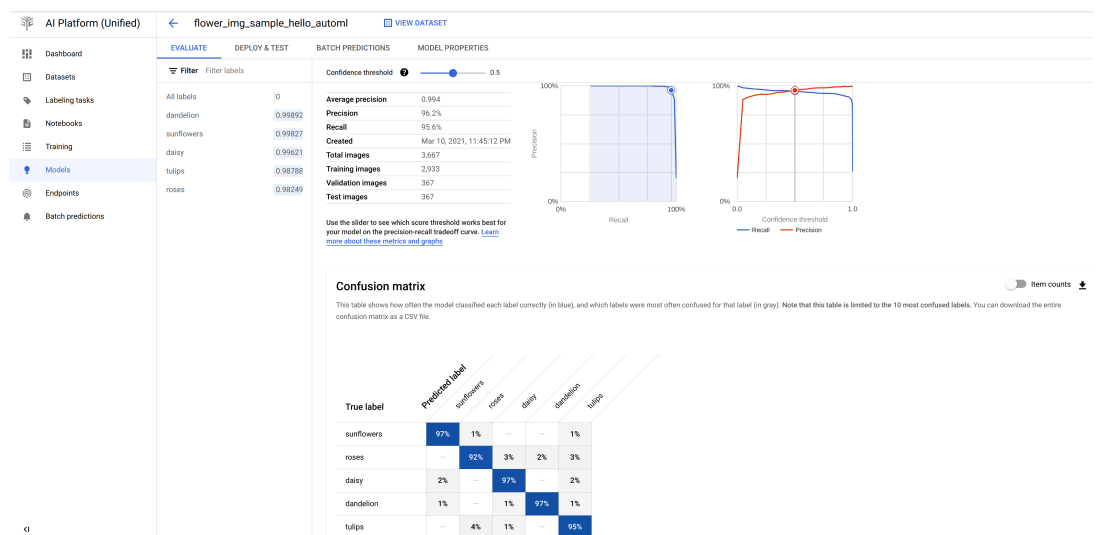 AI Platform (Unified)
flower_img_sample_hello_automl
VIEW DATASET
Dashboard
Datasets
Labeling tasks
Notebooks
Training
Models
Endpoints
Batch predictions
EVALUATE DEPLOY & TEST BATCH PREDICTIONS MODEL PROPERTIES
Filter Filter labels
All labels 0
dandelion 0.99892
sunflowers 0.99827
daisy 0.99621
tulips 0.98788
roses 0.98249
Confidence threshold ? 0.5
Average precision 0.994
Precision 96.2%
Recall 95.6%
Created Mar 10, 2021, 11:45:12 PM
Total images 3,667
Training images 2,933
Validation images 367
Test images 367
Use the slider to see which score threshold works best for
your model on the precision-recall tradeoff curve. Learn
more about these metrics and graphs
100%
Precision
0%
0% 100%
Recall
100%
0%
0.0 1.0
Confidence threshold
Recall Precision
Confusion matrix
Item counts
This table shows how often the model classified each label correctly (in blue), and which labels were most often confused for that label (in gray). Note that this table is limited to the 10 most confused labels. You can download the entire
confusion matrix as a CSV file.
True label
Predicted label
sunflowers
roses
daisy
dandelion
tulips
sunflowers 97% 1% — — 1%
roses — 92% 3% 2% 3%
daisy 2% — 97% — 2%
dandelion 1% — 1% 97% 1%
tulips — 4% 1% — 95%